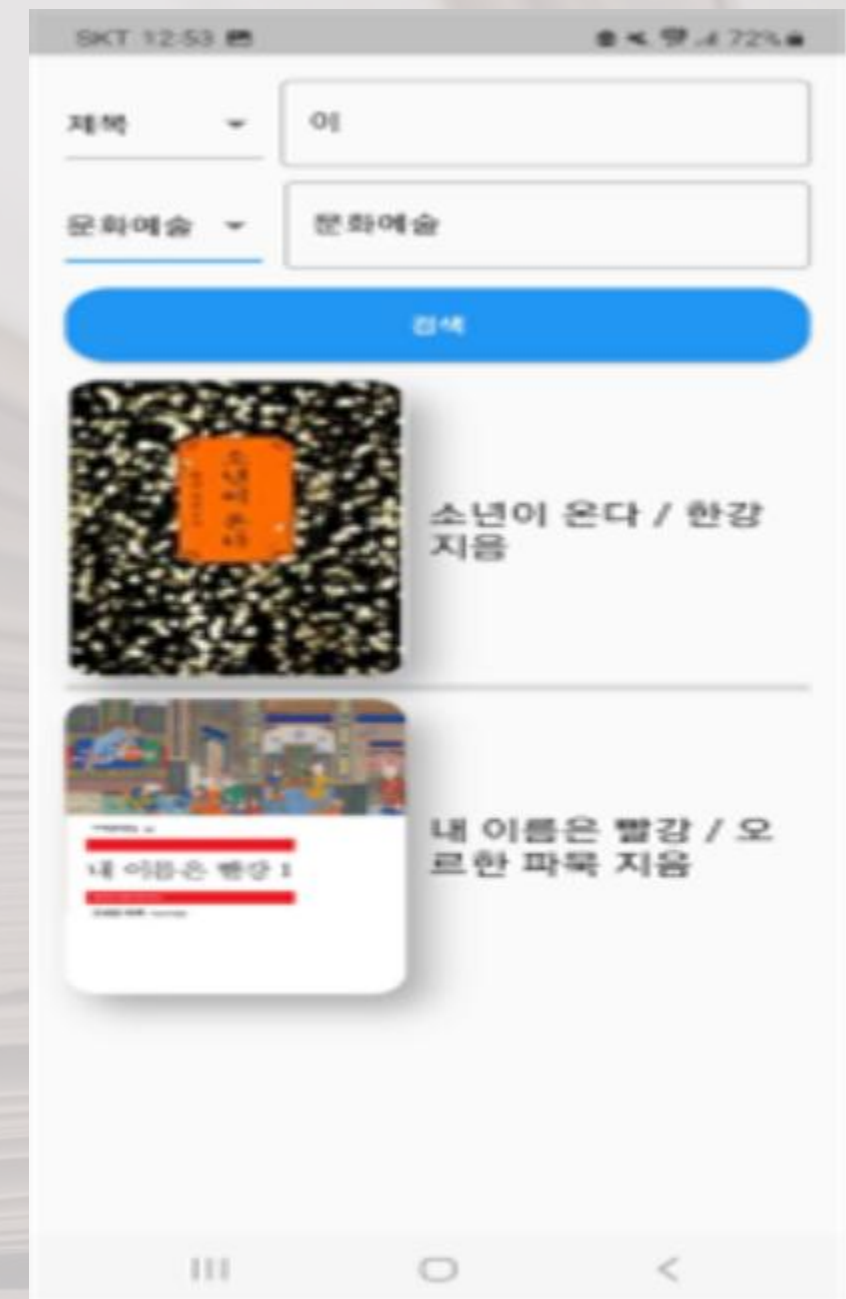 SKT 12:53
72%
제목
이
문화예술
문화예술
검색
소년이 온다
소년이 온다 / 한강
지음
내 이름은 빨강 / 오
르한 파묵 지음
내 이름은 빨강 1